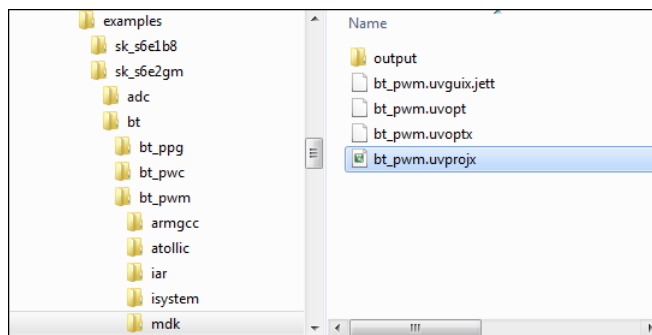 examples
sk_s6e1b8
sk_s6e2gm
adc
bt
bt_ppg
bt_pwc
bt_pwm
armgcc
atollic
iar
isystem
mdk
Name
output
bt_pwm.uvguix.jett
bt_pwm.uvopt
bt_pwm.uvoptx
bt_pwm.uvprojx